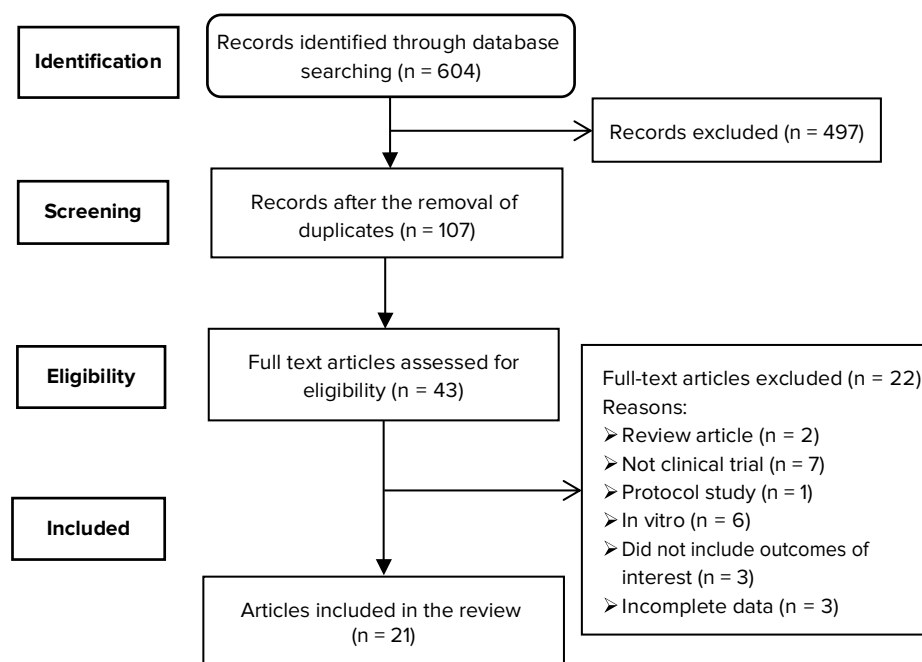 Identification
Records identified through database
searching (n = 604)
Records excluded (n = 497)
Screening
Records after the removal of
duplicates (n = 107)
Eligibility
Full text articles assessed for
eligibility (n = 43)
Full-text articles excluded (n = 22)
Reasons:
➢Review article (n = 2)
➢Not clinical trial (n = 7)
➢Protocol study (n = 1)
➢In vitro (n = 6)
➢Did not include outcomes of
interest (n = 3)
➢Incomplete data (n = 3)
Included
Articles included in the review
(n = 21)